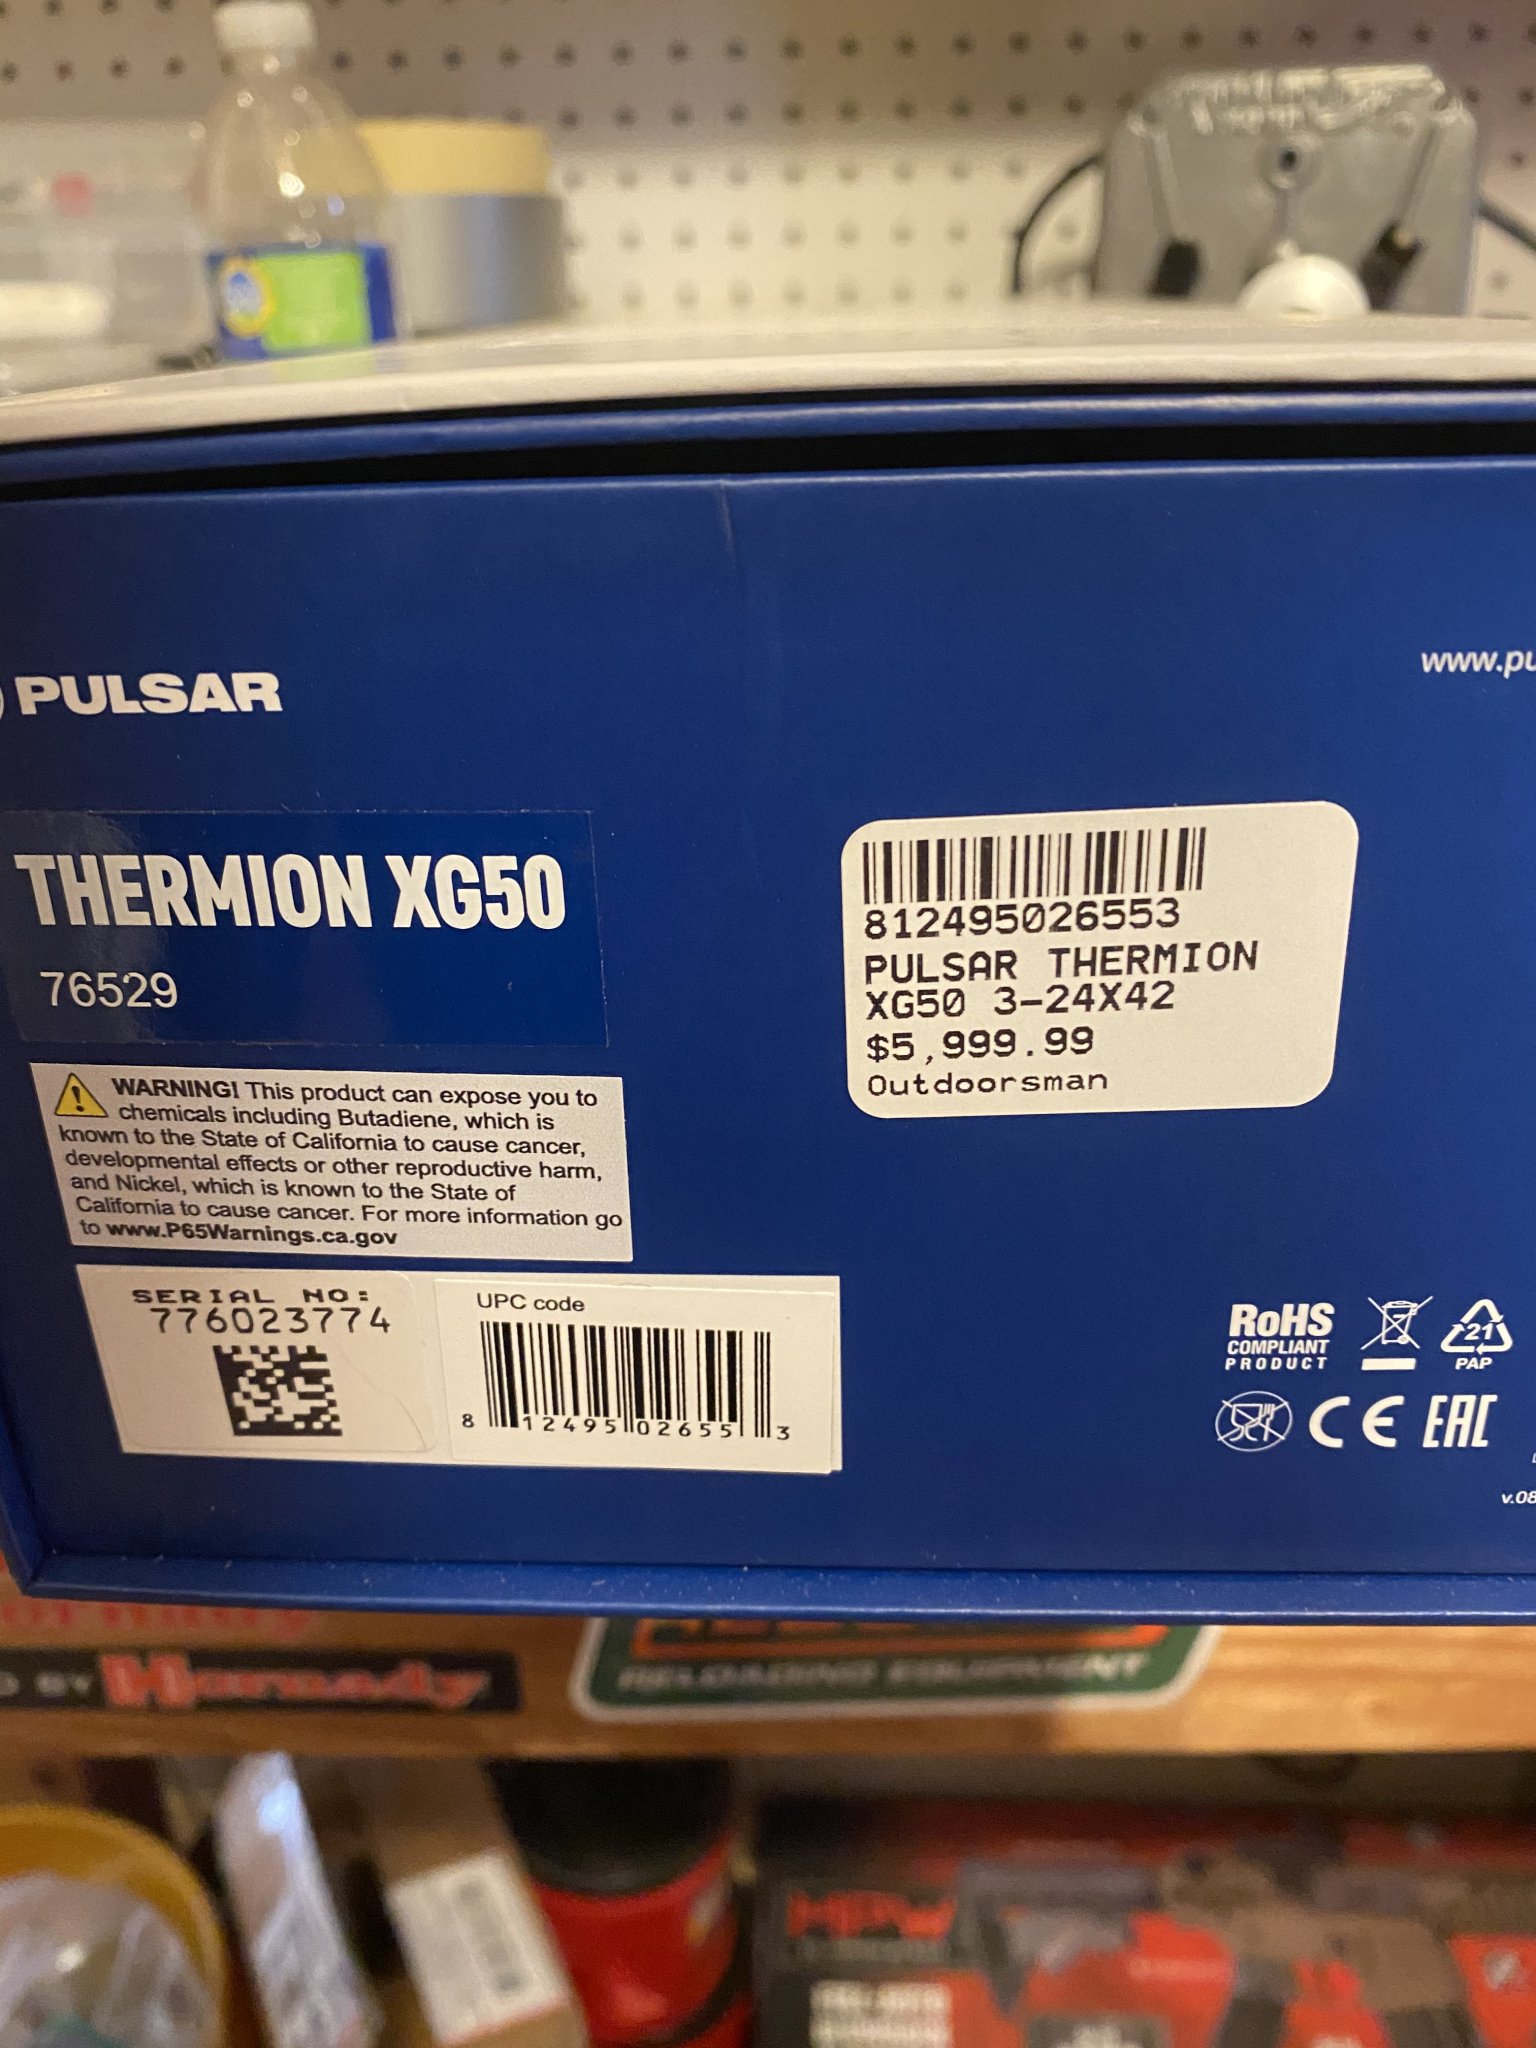 PULSAR
www.pu
THERMION XG50
76529
812495026553
PULSAR THERMION
XG50 3-24X42
$5,999.99
Outdoorsman
WARNING! This product can expose you to
chemicals including Butadiene, which is
known to the State of California to cause cancer,
developmental effects or other reproductive harm,
and Nickel, which is known to the State of
California to cause cancer. For more information go
to www.P65Warnings.ca.gov
SERIAL NO:
776023774
UPC code
8 12495 02655 3
RoHS
COMPLIANT
PRODUCT
21
PAP
CE EAC
v.08
BY Hornady
RELOADING EQUIPMENT